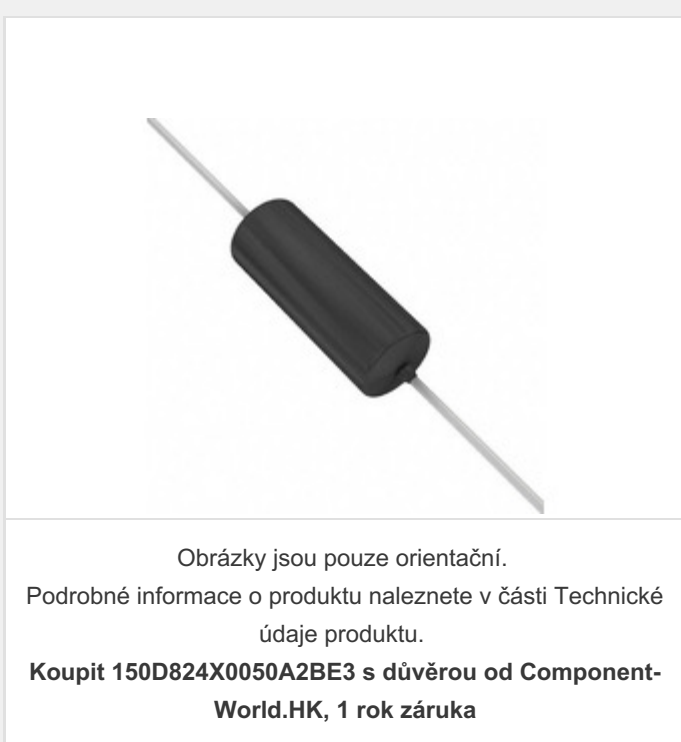 Obrázky jsou pouze orientační.
Podrobné informace o produktu naleznete v části Technické
údaje produktu.
Koupit 150D824X0050A2BE3 s důvěrou od Component-
World.HK, 1 rok záruka